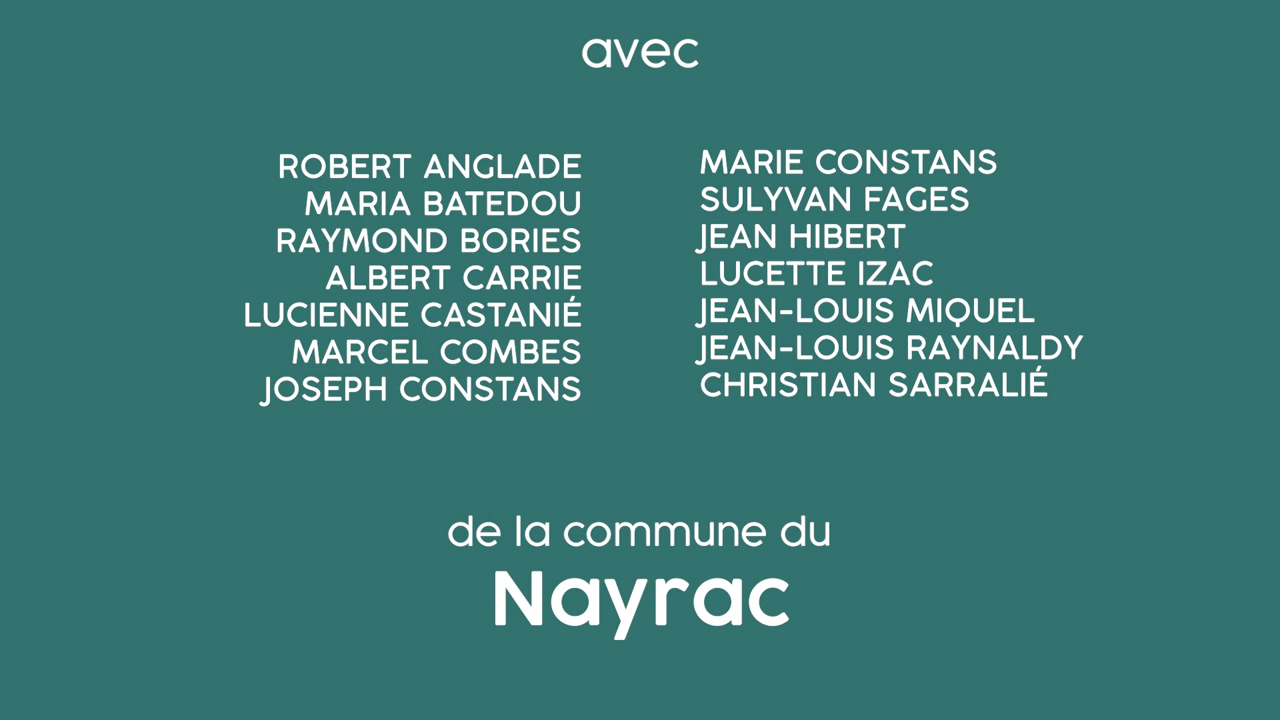 avec
ROBERT ANGLADE
MARIA BATEDOU
RAYMOND BORIES
ALBERT CARRIE
LUCIENNE CASTANIÉ
MARCEL COMBES
JOSEPH CONSTANS
MARIE CONSTANS
SULYVAN FAGES
JEAN HIBERT
LUCETTE IZAC
JEAN-LOUIS MIQUEL
JEAN-LOUIS RAYNALDY
CHRISTIAN SARRALIÉ
de la commune du
Nayrac